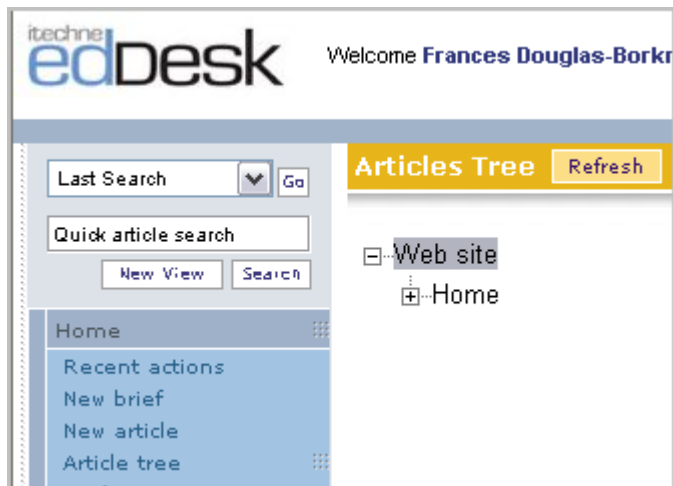 itechne
edDesk
Welcome Frances Douglas-Bork
Last Search
Go
Quick article search
New View
Search
Home
Recent actions
New brief
New article
Article tree
Articles Tree
Refresh
Web site
Home